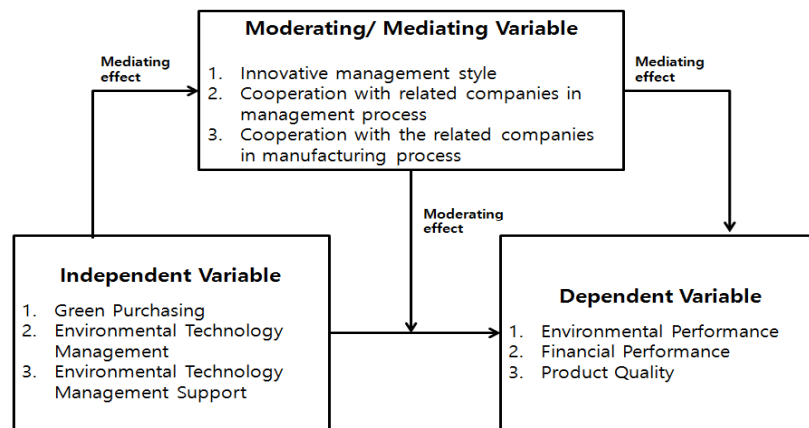 Moderating/ Mediating Variable
1. Innovative management style
2. Cooperation with related companies in
management process
3. Cooperation with the related companies
in manufacturing process
Mediating
effect
Mediating
effect
Moderating
effect
Independent Variable
1. Green Purchasing
2. Environmental Technology
Management
3. Environmental Technology
Management Support
Dependent Variable
1. Environmental Performance
2. Financial Performance
3. Product Quality